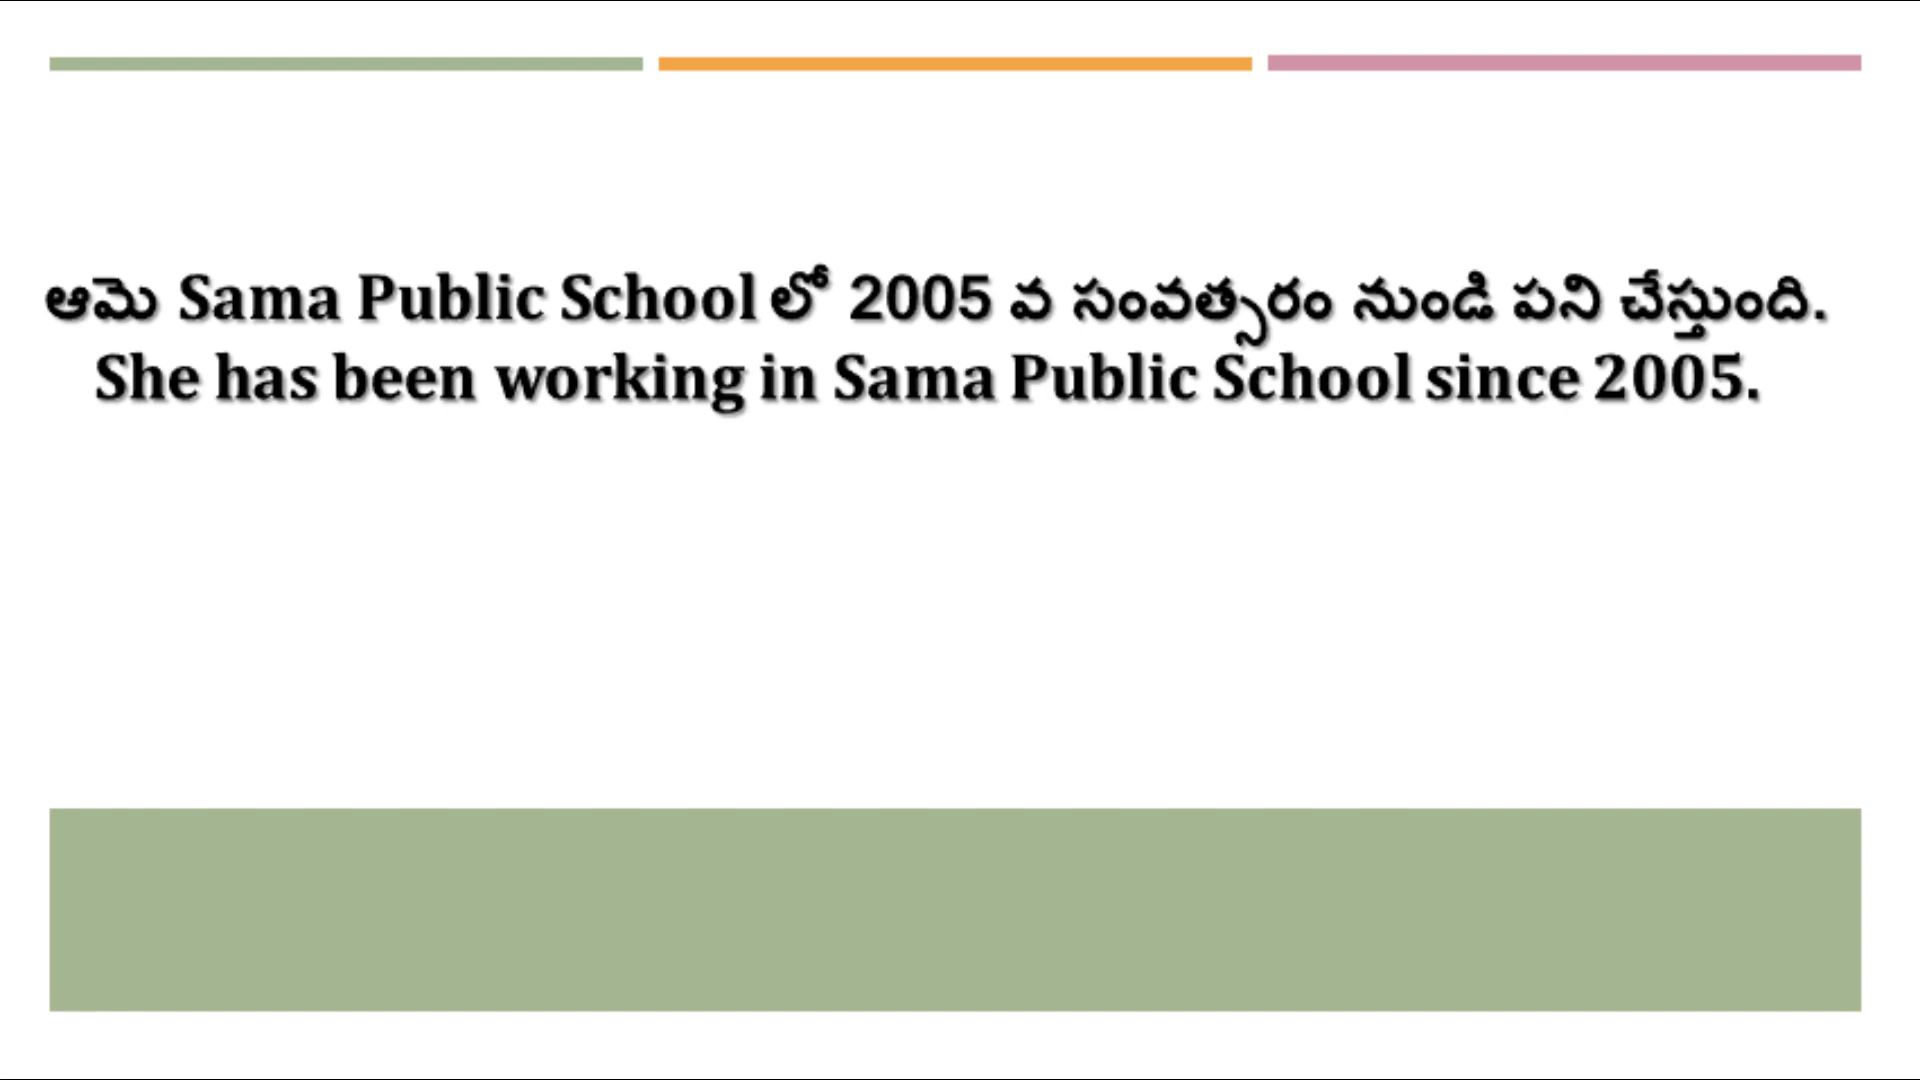 ఆమె Sama Public School లో 2005 వ సంవత్సరం నుండి పని చేస్తుంది.
She has been working in Sama Public School since 2005.